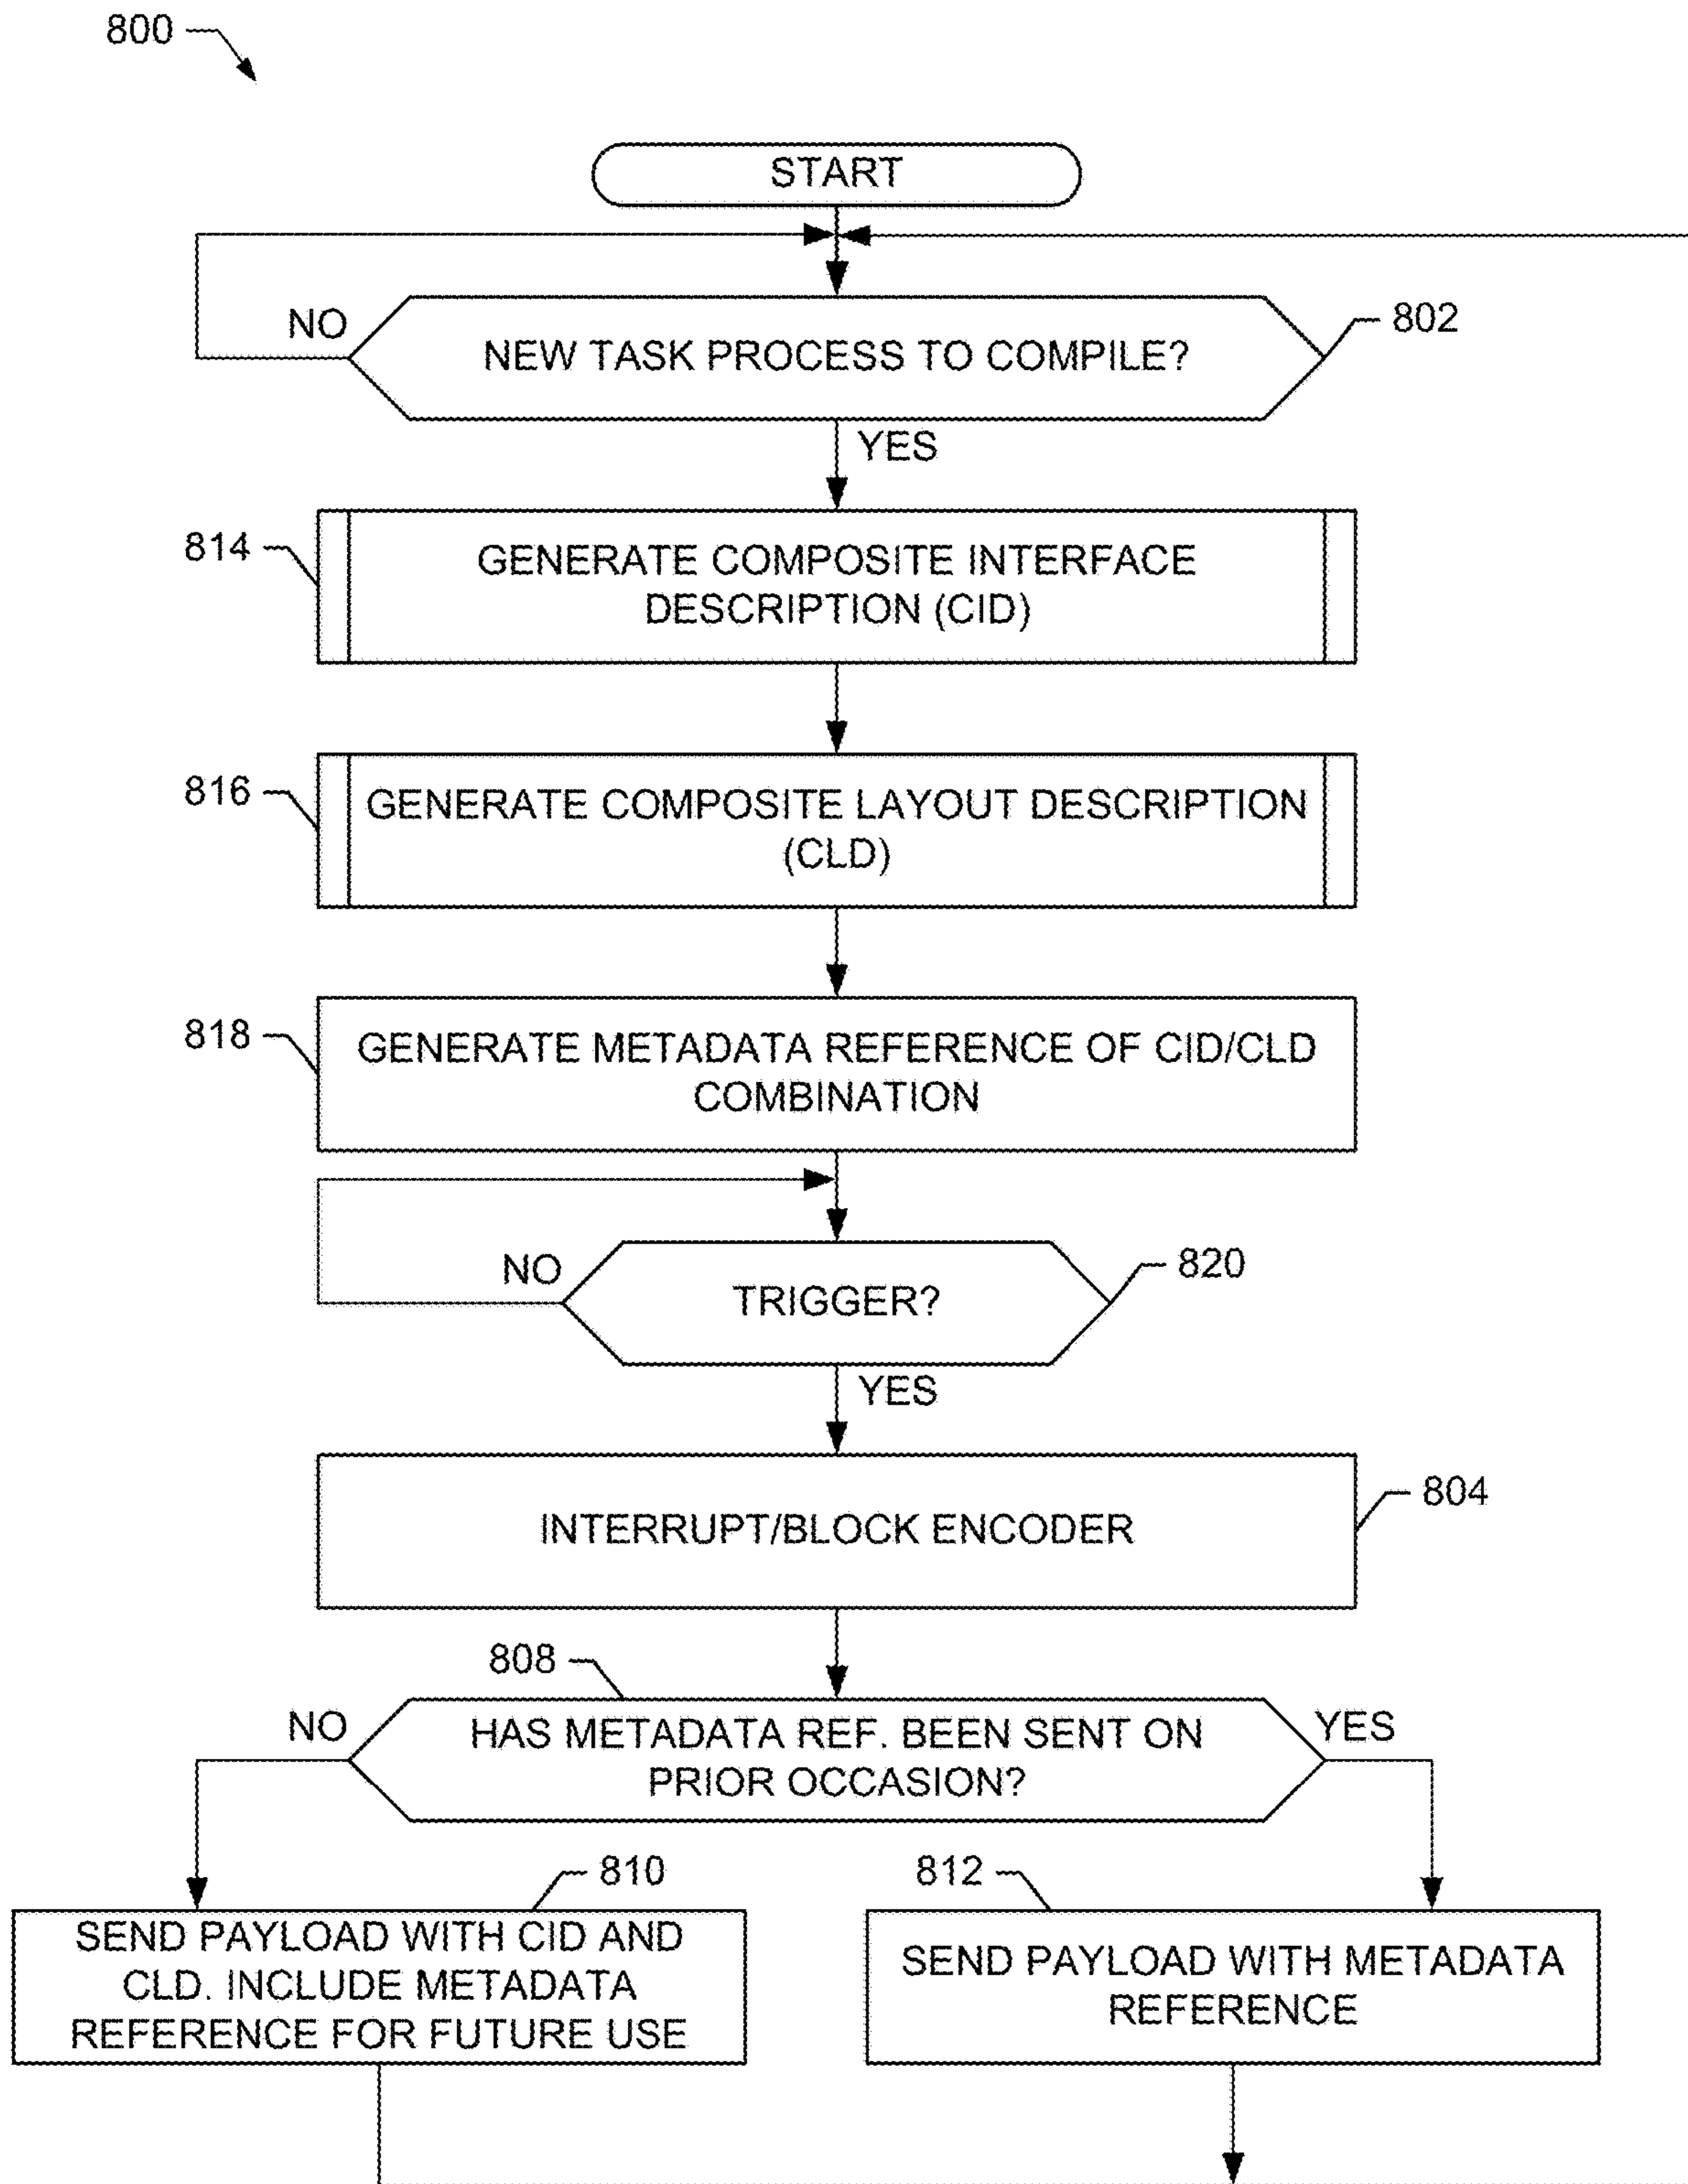 800
START
NO
802
NEW TASK PROCESS TO COMPILE?
YES
814
GENERATE COMPOSITE INTERFACE
DESCRIPTION (CID)
816
GENERATE COMPOSITE LAYOUT DESCRIPTION
(CLD)
818
GENERATE METADATA REFERENCE OF CID/CLD
COMBINATION
NO
820
TRIGGER?
YES
804
INTERRUPT/BLOCK ENCODER
808
NO
HAS METADATA REF. BEEN SENT ON
PRIOR OCCASION?
YES
810
812
SEND PAYLOAD WITH CID AND
CLD. INCLUDE METADATA
REFERENCE FOR FUTURE USE
SEND PAYLOAD WITH METADATA
REFERENCE